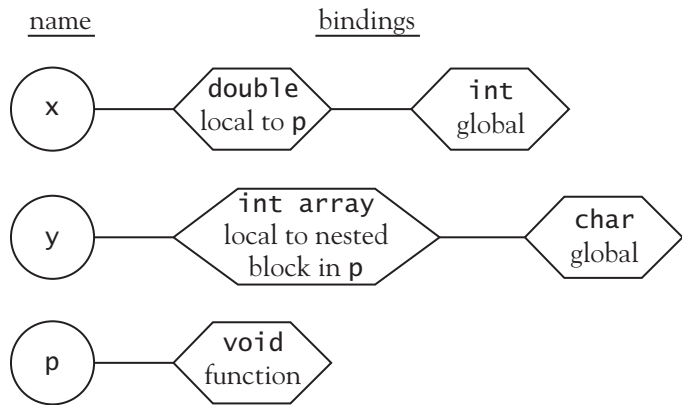 name
bindings
x
double
local to p
int
global
y
int array
local to nested
block in p
char
global
p
void
function